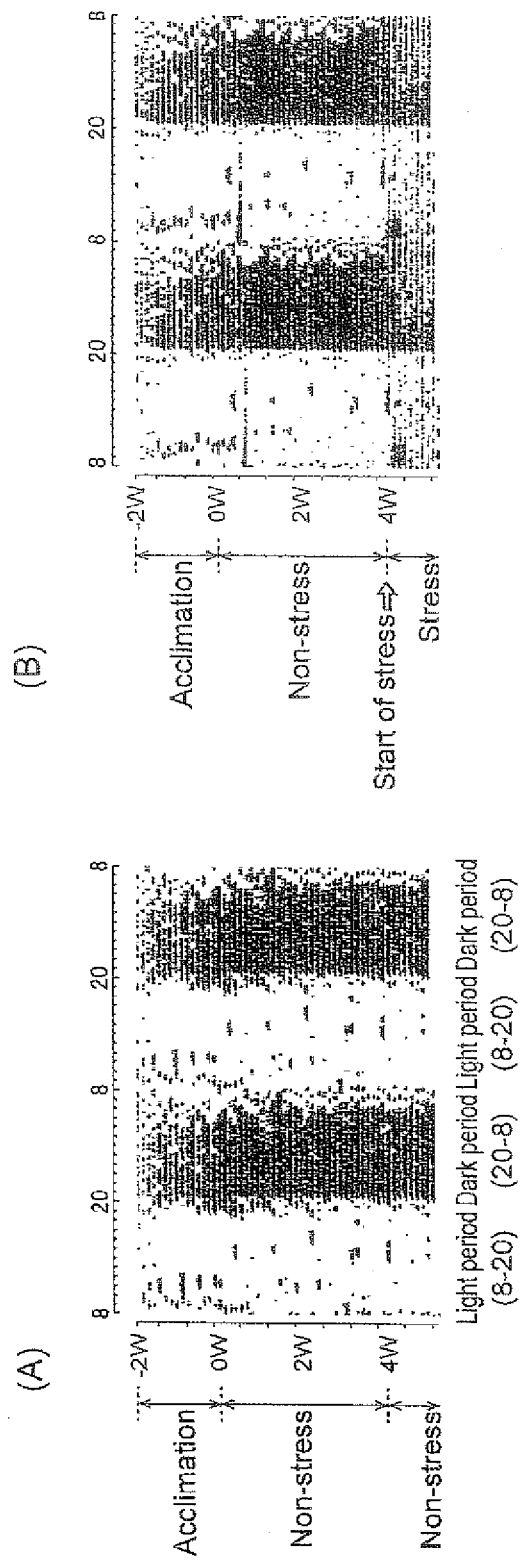 (A)
8 20 8 20 8
-2W
Acclimation
0W
Non-stress
2W
4W
Non-stress
Light period Dark period Light period Dark period
(8-20) (20-8) (8-20) (20-8)
(B)
8 20 8 20 8
-2W
Acclimation
0W
Non-stress
2W
Start of stress⇨
4W
Stress